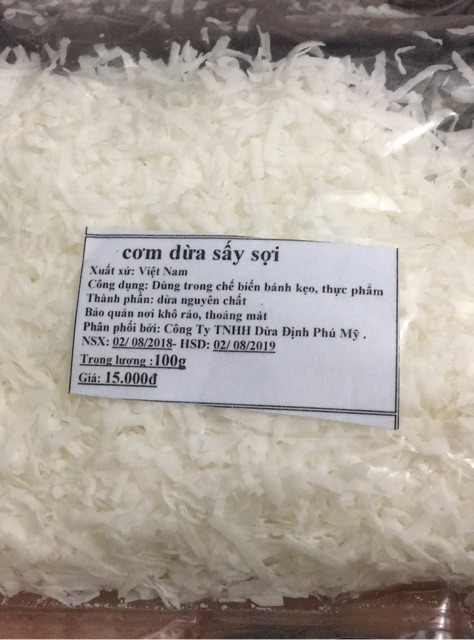 cơm dừa sấy sợi
Xuất xứ: Việt Nam
Công dụng: Dùng trong chế biến bánh kẹo, thực phẩm
Thành phần: dừa nguyên chất
Bảo quản nơi khô ráo, thoáng mát
Phân phối bởi: Công Ty TNHH Dừa Định Phú Mỹ .
NSX: 02/ 08/2018- HSD: 02/ 08/2019
Trong lượng :100g
Giá: 15.000đ